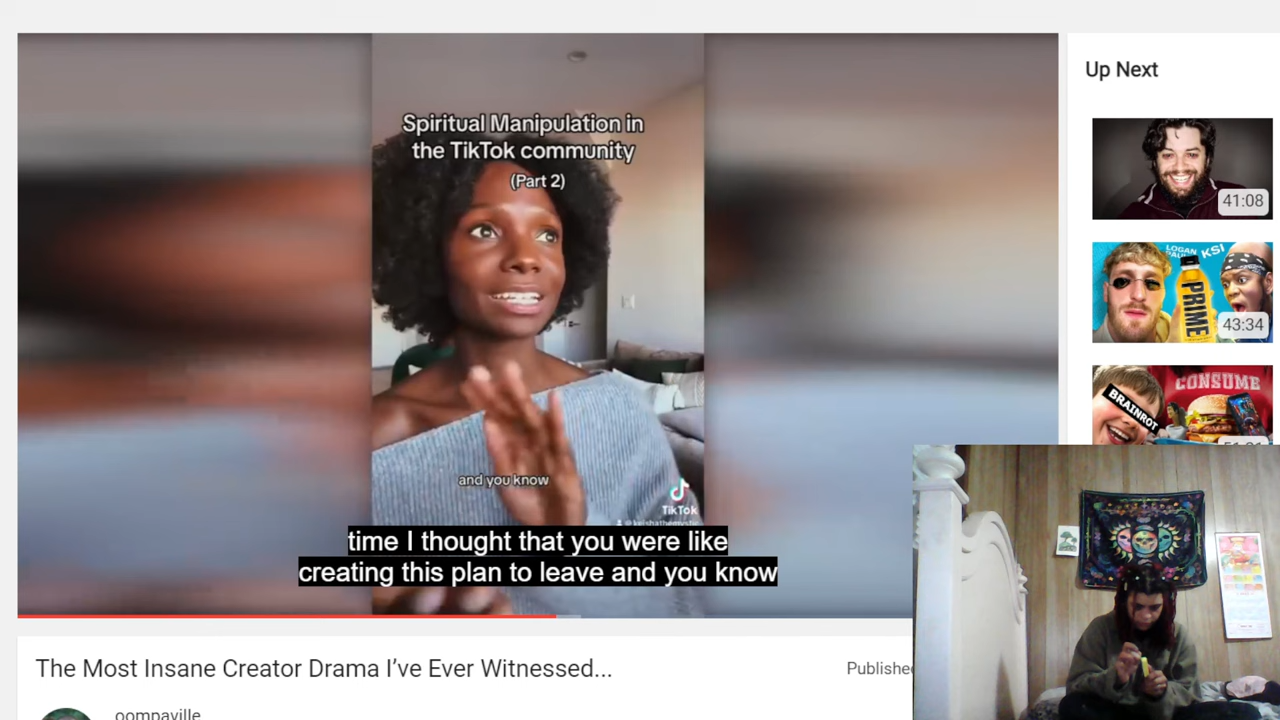 Up Next
Spiritual Manipulation in
the TikTok community
(Part 2)
41:08
LOGAN
PAUL
KSI
PRIME
43:34
CONSUME
BRAINROT
and you know
TikTok
@keishathemystic
time I thought that you were like
creating this plan to leave and you know
The Most Insane Creator Drama I’ve Ever Witnessed...
Published
oompaville